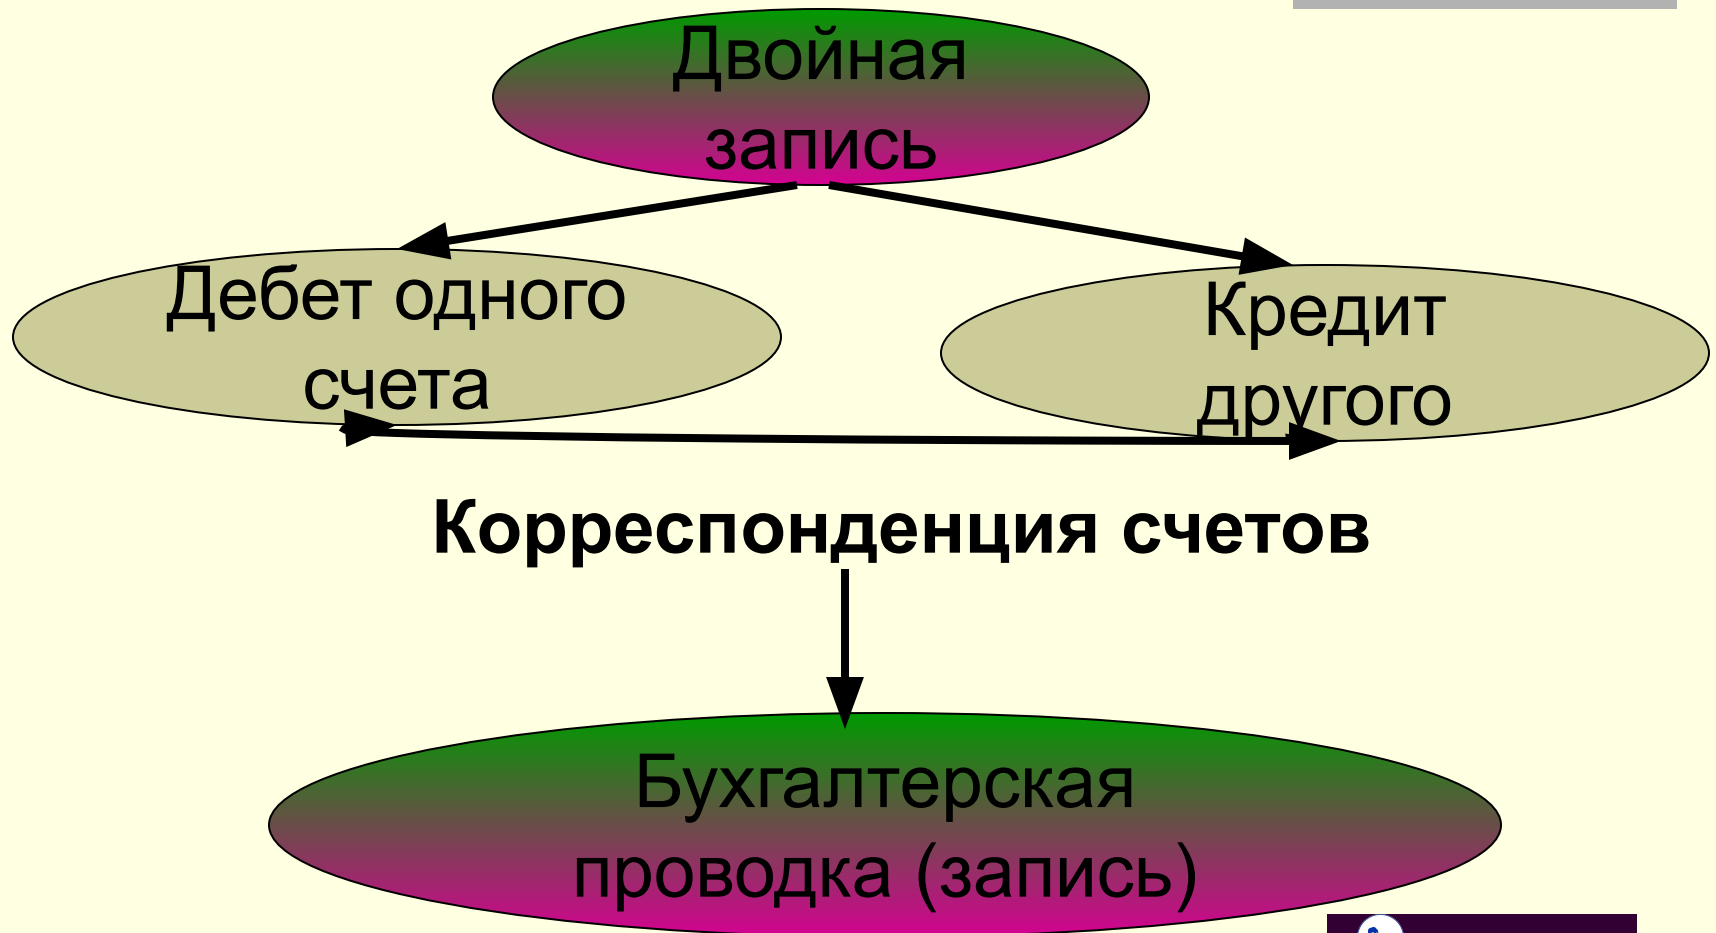 Двойная
запись
Дебет одного
счета
Кредит
другого
Корреспонденция счетов
Бухгалтерская
проводка (запись)